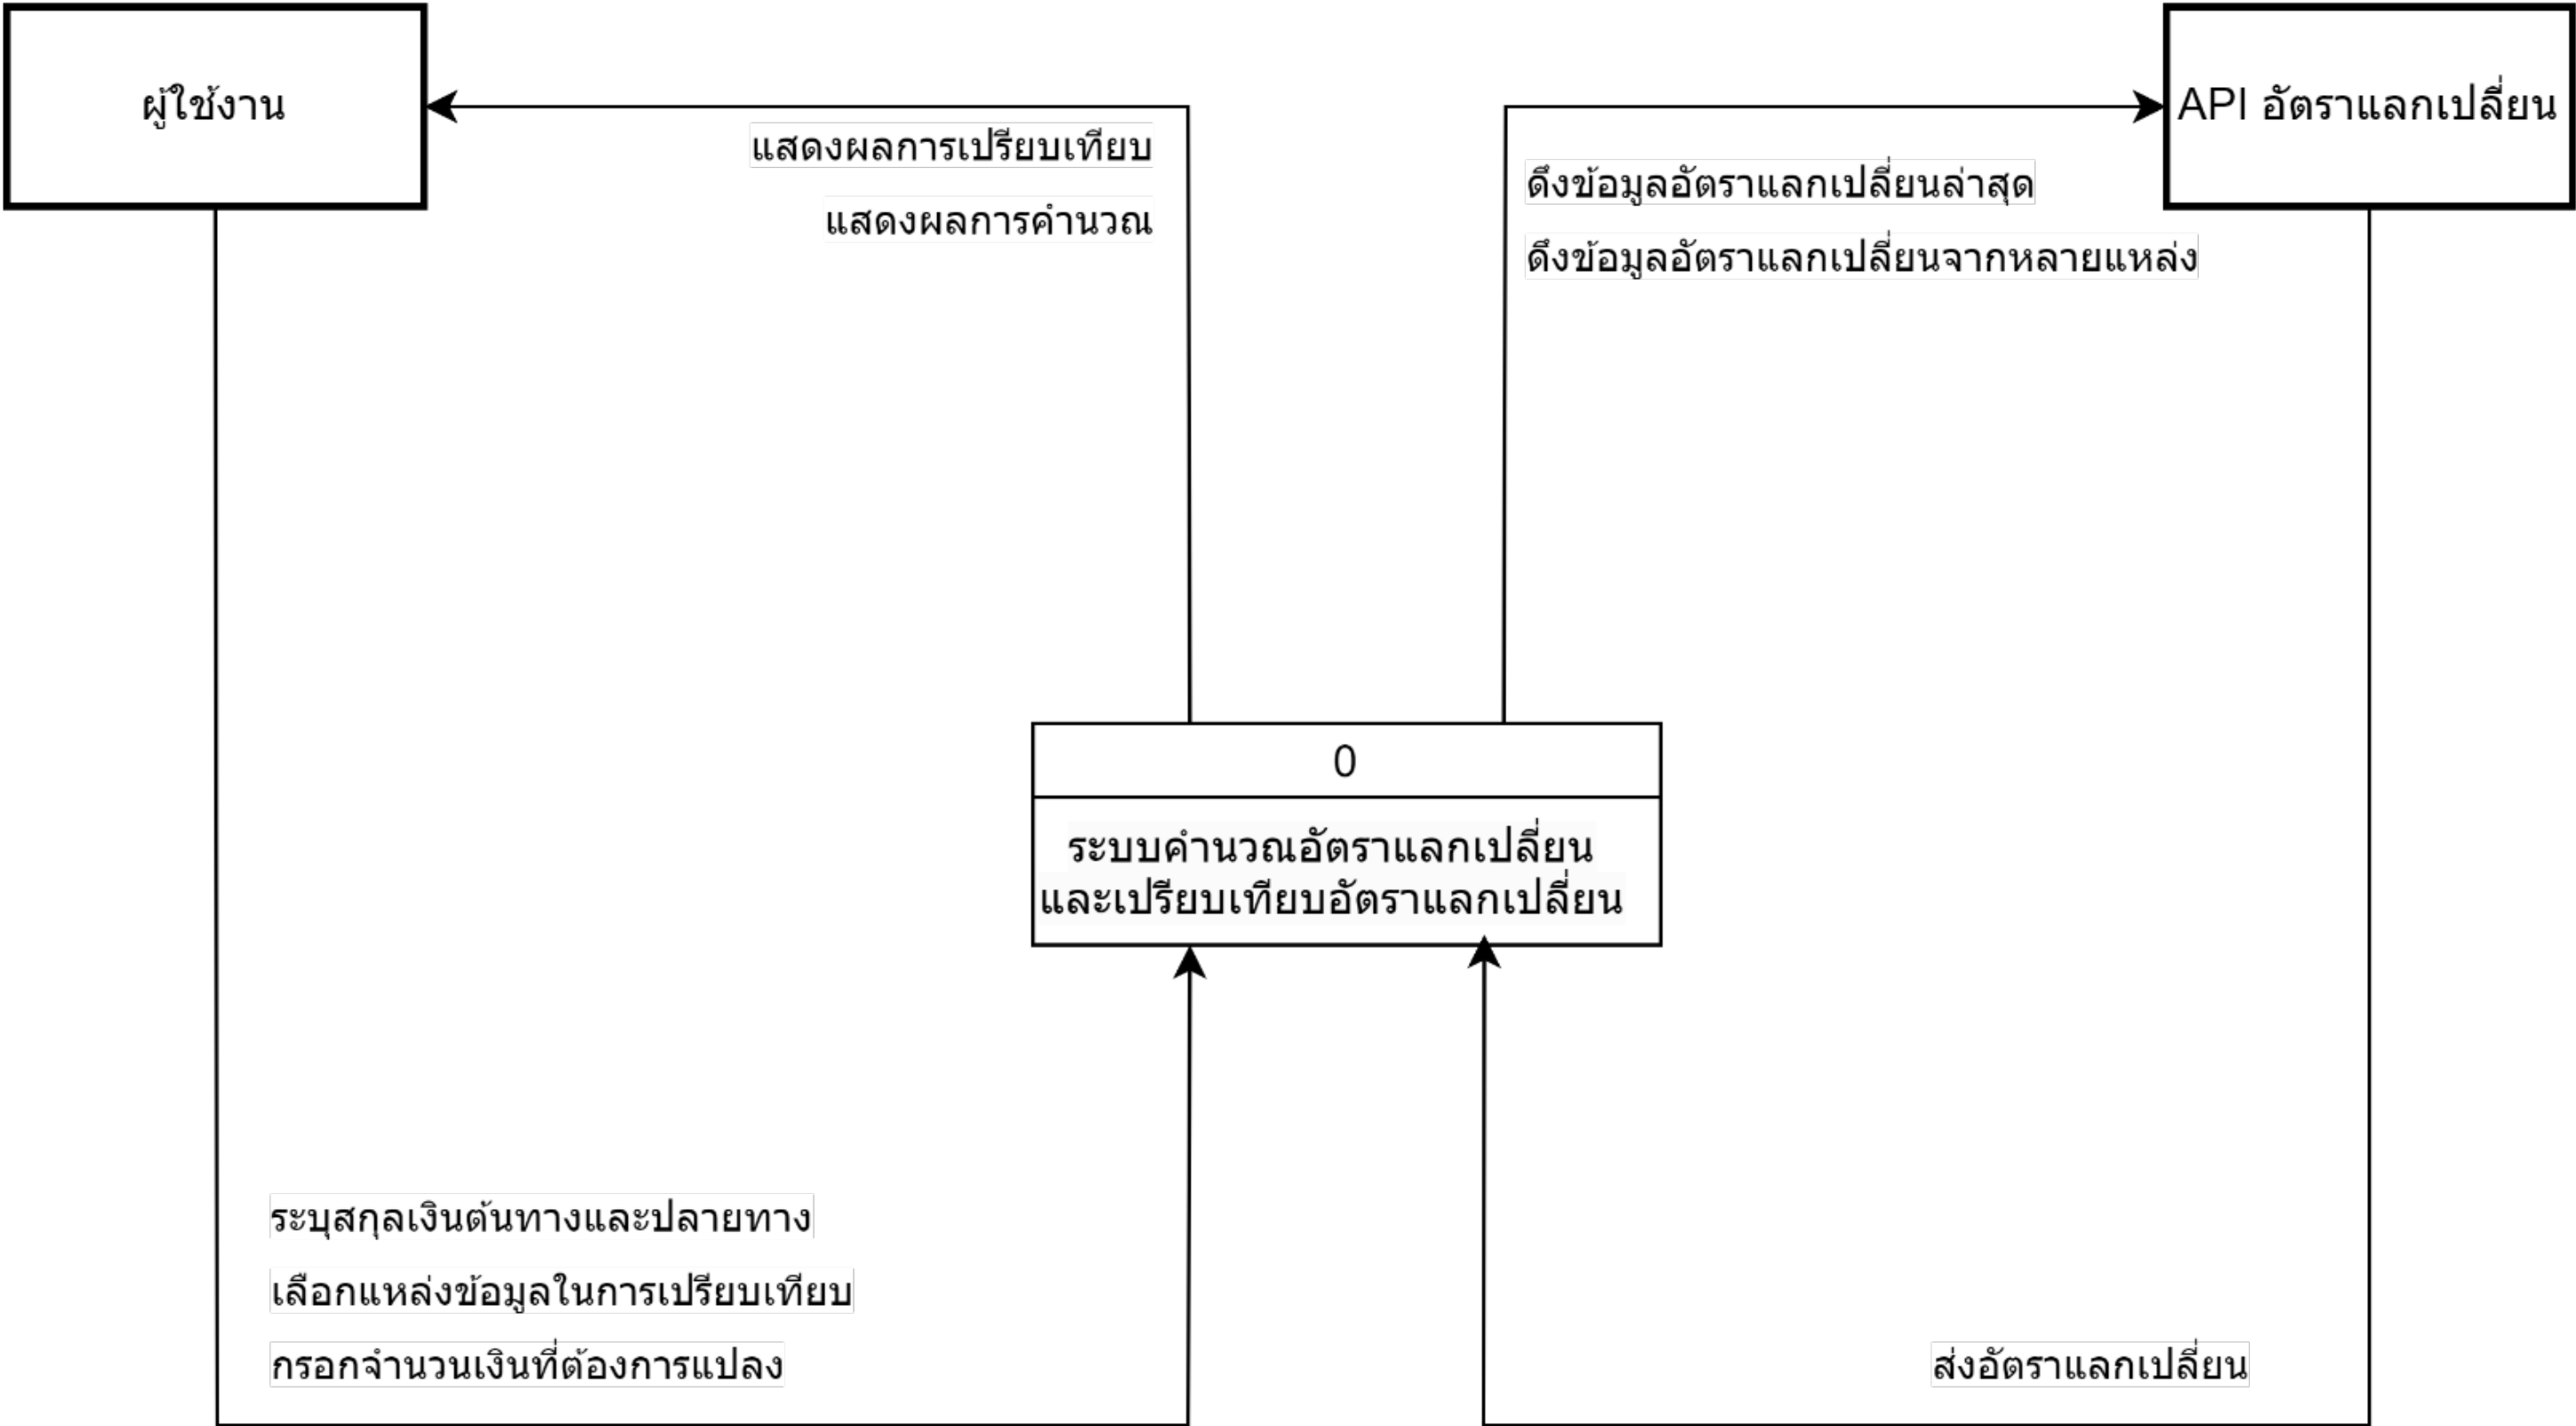 ผู้ใช้งาน
API อัตราแลกเปลี่ยน
แสดงผลการเปรียบเทียบ
แสดงผลการคำนวณ
ดึงข้อมูลอัตราแลกเปลี่ยนล่าสุด
ดึงข้อมูลอัตราแลกเปลี่ยนจากหลายแหล่ง
0
ระบบคำนวณอัตราแลกเปลี่ยน
และเปรียบเทียบอัตราแลกเปลี่ยน
ระบุสกุลเงินต้นทางและปลายทาง
เลือกแหล่งข้อมูลในการเปรียบเทียบ
กรอกจำนวนเงินที่ต้องการแปลง
ส่งอัตราแลกเปลี่ยน